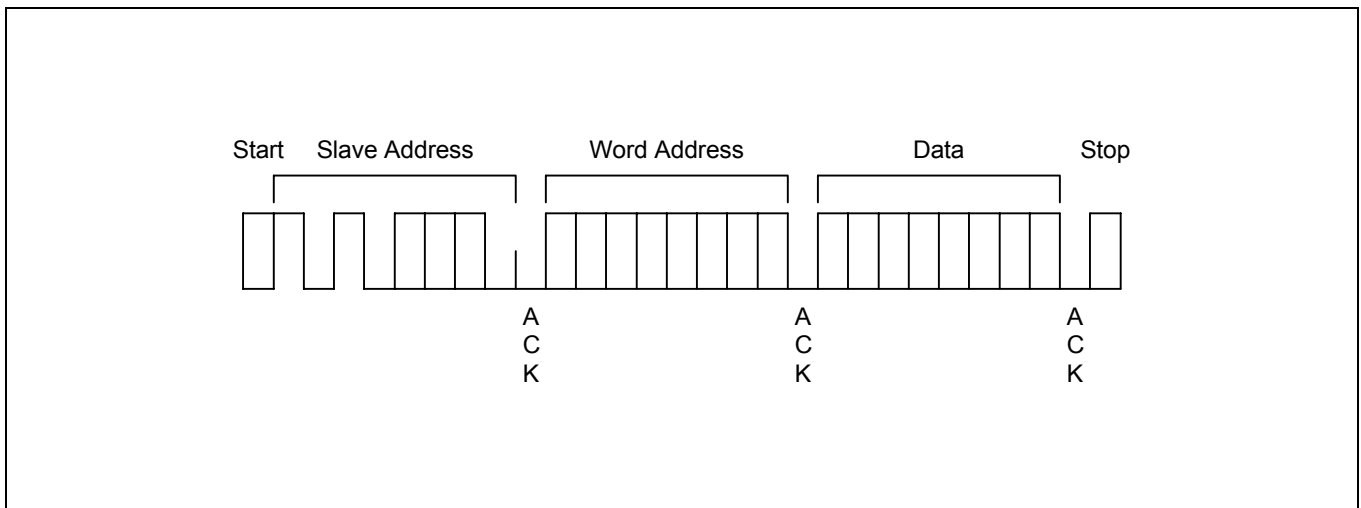 Start Slave Address Word Address Data Stop
A A A
C C C
K K K